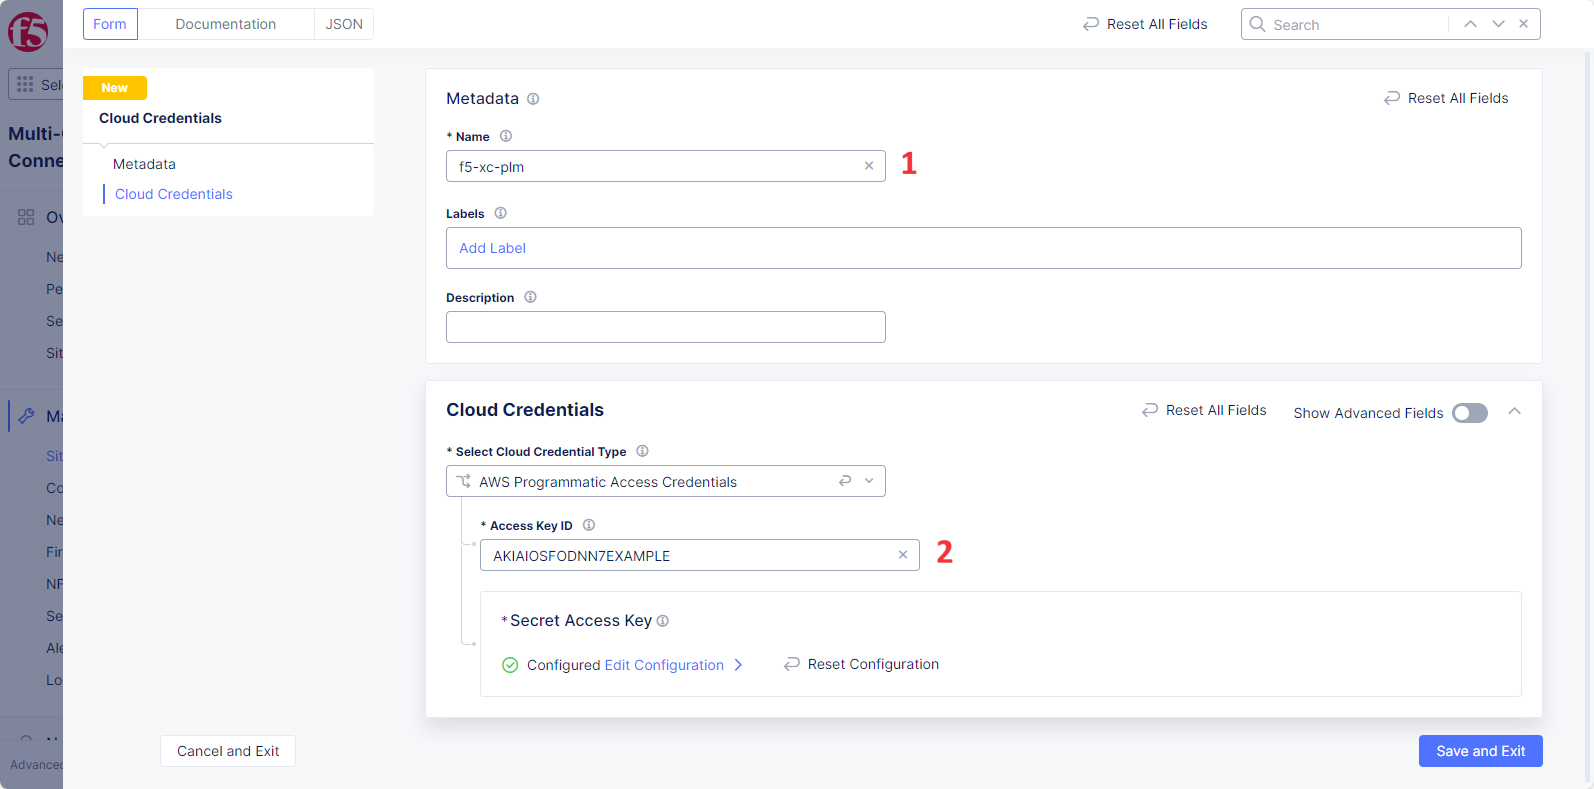 f5
Form
Documentation
JSON
Reset All Fields
Search
Sele
New
Cloud Credentials
Metadata
Cloud Credentials
Multi-
Conne
Ov
Ne
Pe
Se
Sit
Ma
Sit
Co
Ne
Fir
NF
Se
Ale
Lo
Advanced
Metadata
Reset All Fields
* Name
f5-xc-plm
1
Labels
Add Label
Description
Cloud Credentials
Reset All Fields
Show Advanced Fields
* Select Cloud Credential Type
AWS Programmatic Access Credentials
* Access Key ID
AKIAIOSFODNN7EXAMPLE
2
* Secret Access Key
Configured Edit Configuration
Reset Configuration
Cancel and Exit
Save and Exit